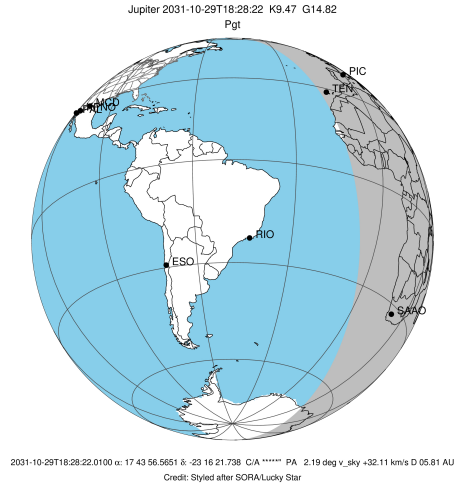 Jupiter 2031-10-29T18:28:22  K9.47  G14.82
Pgt
PIC
TEN
MCD
RIO
ESO
SAAO
2031-10-29T18:28:22.0100 α: 17 43 56.5651 δ: -23 16 21.738  C/A *****"  PA   2.19 deg v_sky +32.11 km/s D 05.81 AU
Credit: Styled after SORA/Lucky Star